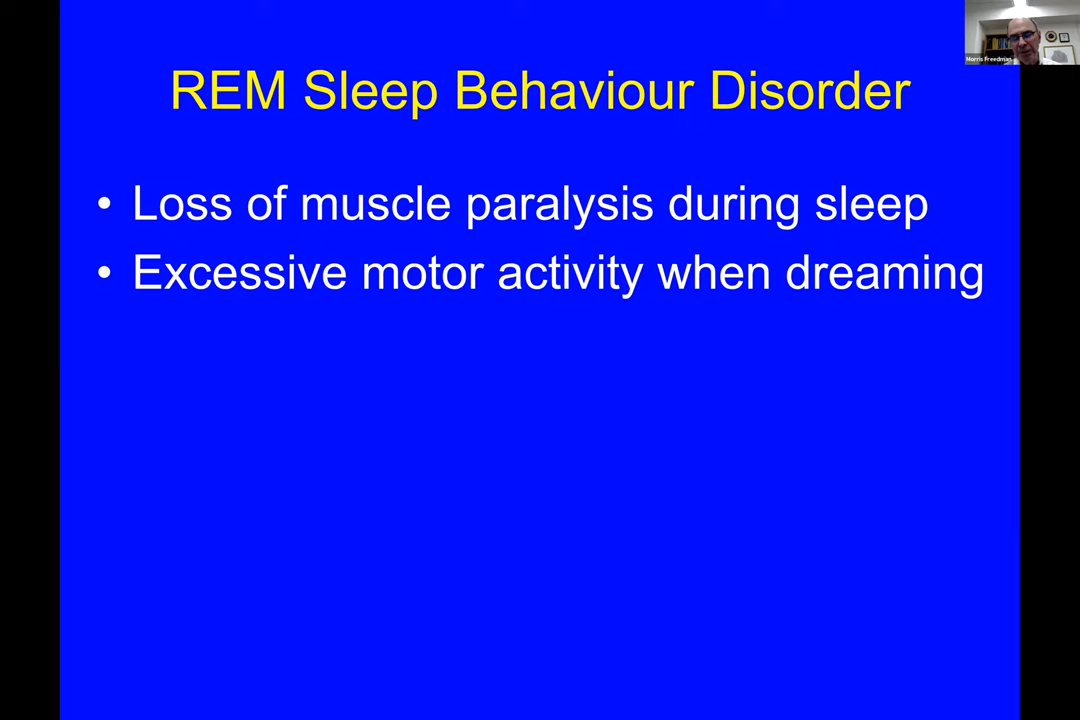 Morris Freedman
REM Sleep Behaviour Disorder
• Loss of muscle paralysis during sleep
• Excessive motor activity when dreaming